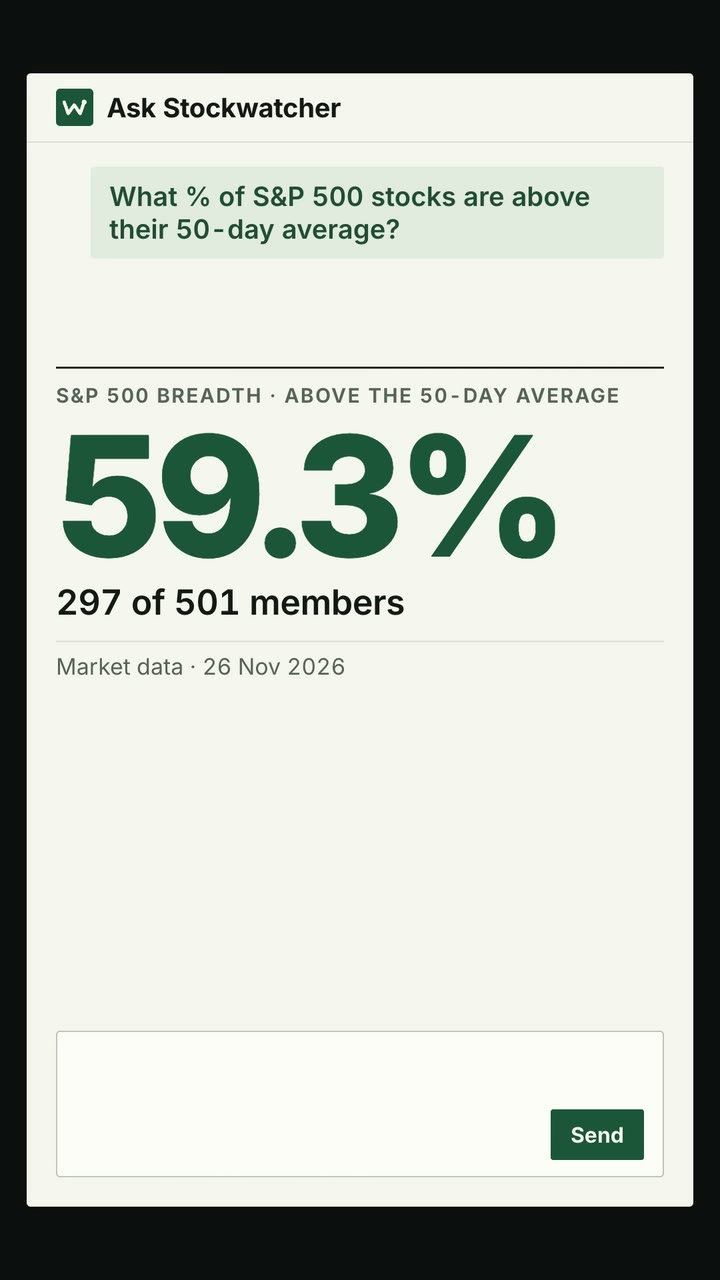 Ask Stockwatcher
What % of S&P 500 stocks are above
their 50-day average?
S&P 500 BREADTH · ABOVE THE 50-DAY AVERAGE
59.3%
297 of 501 members
Market data · 26 Nov 2026
Send